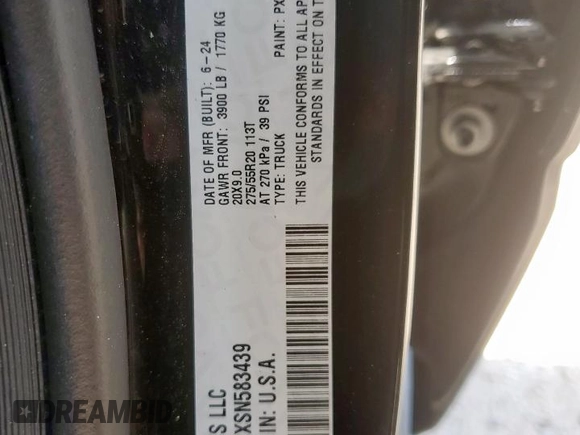 DATE OF MFR (BUILT): 6-24
GAWR FRONT: 3900 LB / 1770 KG
20X9.0
275/55R20 113T
AT 270 kPa / 39 PSI
TYPE: TRUCK
PAINT: PX
THIS VEHICLE CONFORMS TO ALL AP
STANDARDS IN EFFECT ON T
S LLC
XSN583439
IN: U.S.A.
DREAMBID